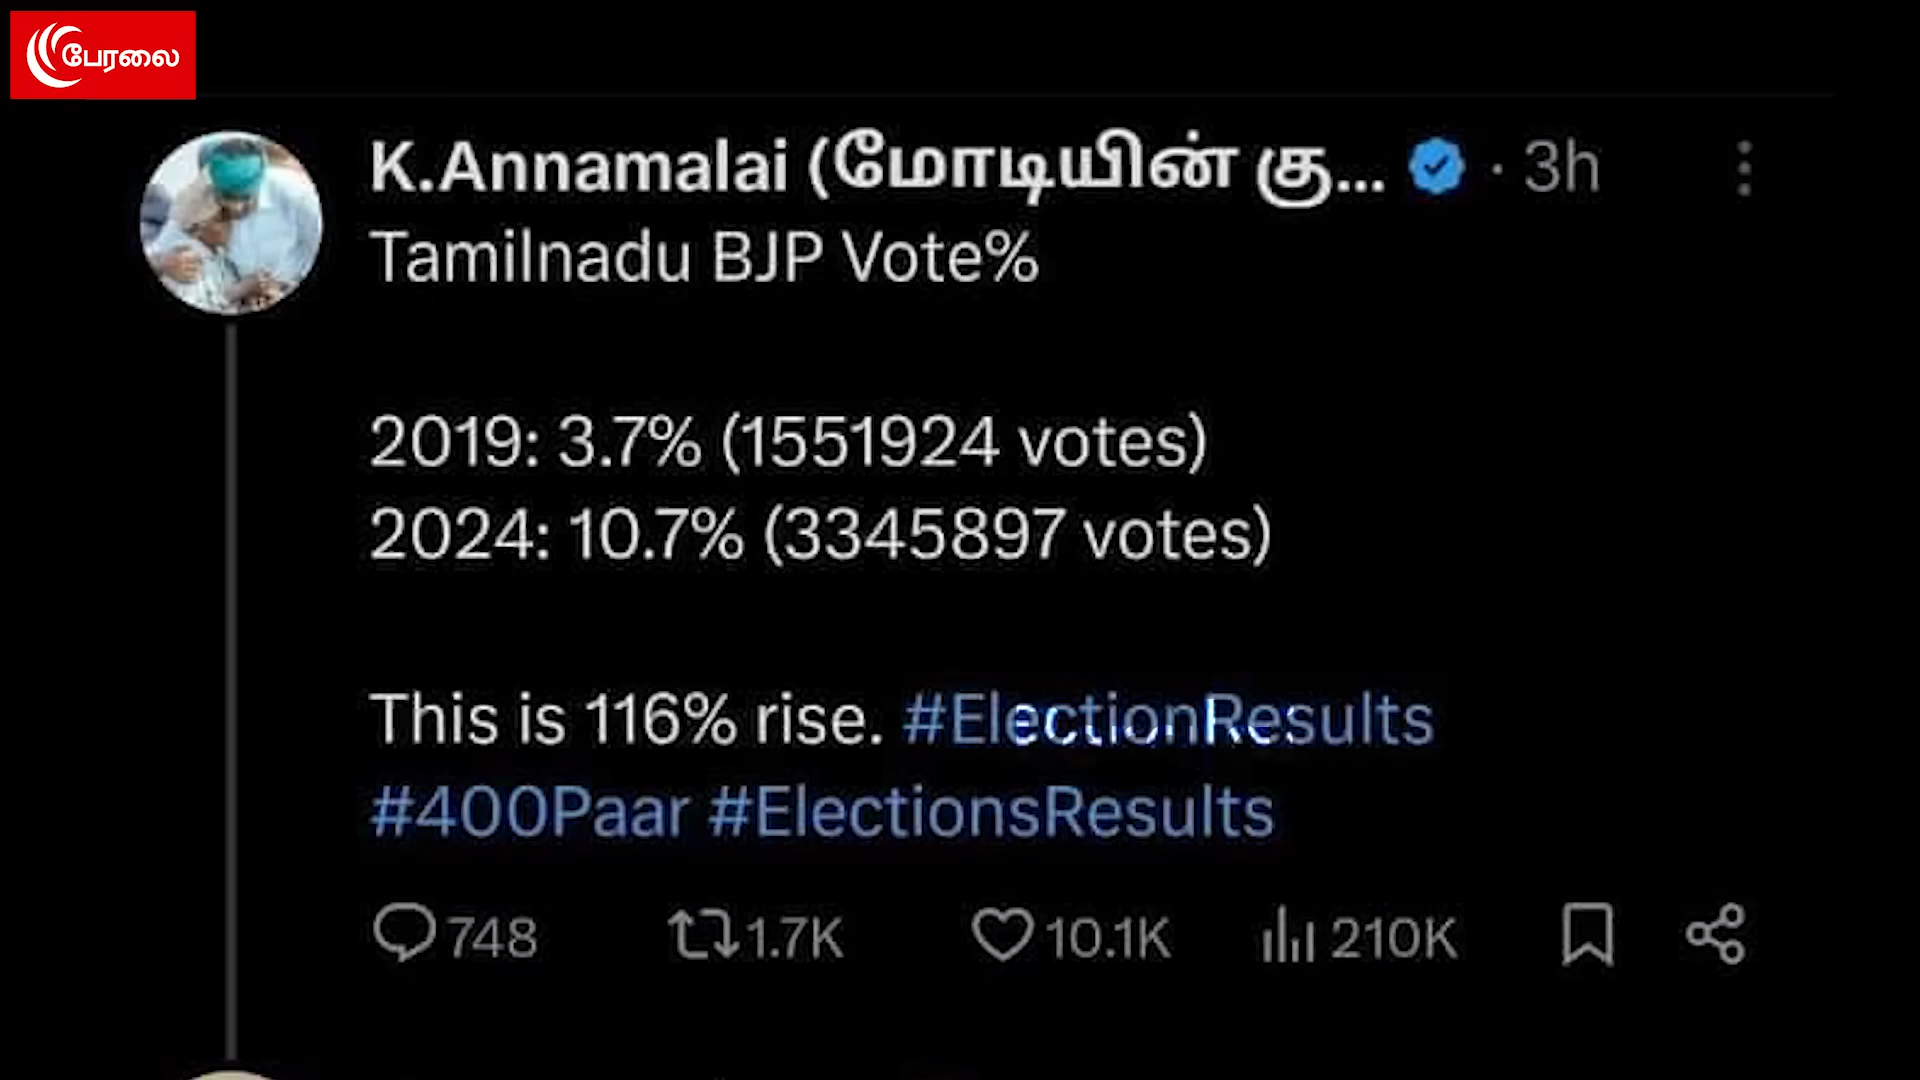 பேரலை
K.Annamalai (மோடியின் கு... · 3h
Tamilnadu BJP Vote%
2019: 3.7% (1551924 votes)
2024: 10.7% (3345897 votes)
This is 116% rise. #ElectionResults
#400Paar #ElectionsResults
748 1.7K 10.1K 210K